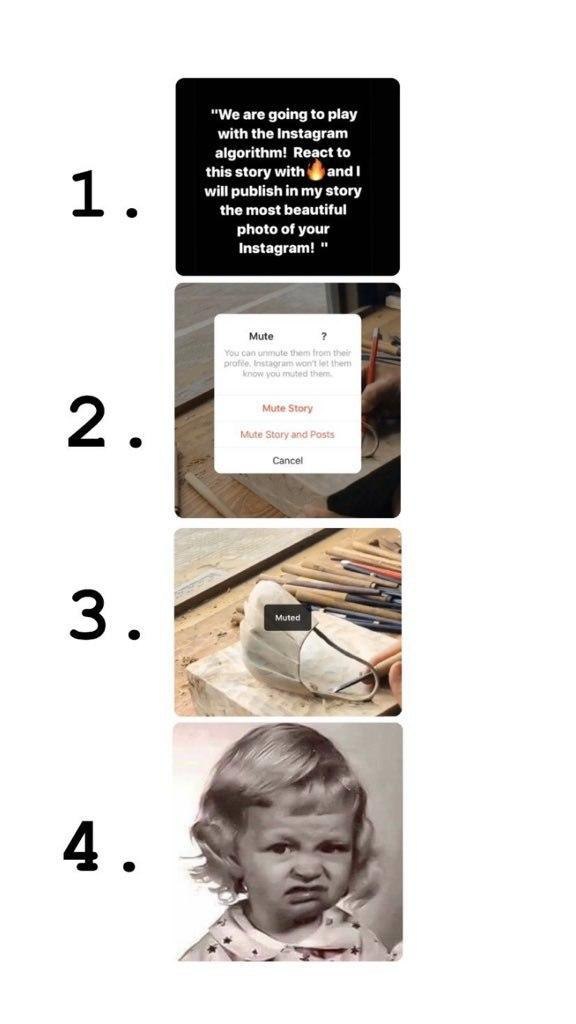 1.
"We are going to play
with the Instagram
algorithm! React to
this story with🔥and I
will publish in my story
the most beautiful
photo of your
Instagram! "
2.
Mute ?
You can unmute them from their
profile. Instagram won't let them
know you muted them.
Mute Story
Mute Story and Posts
Cancel
3.
Muted
4.